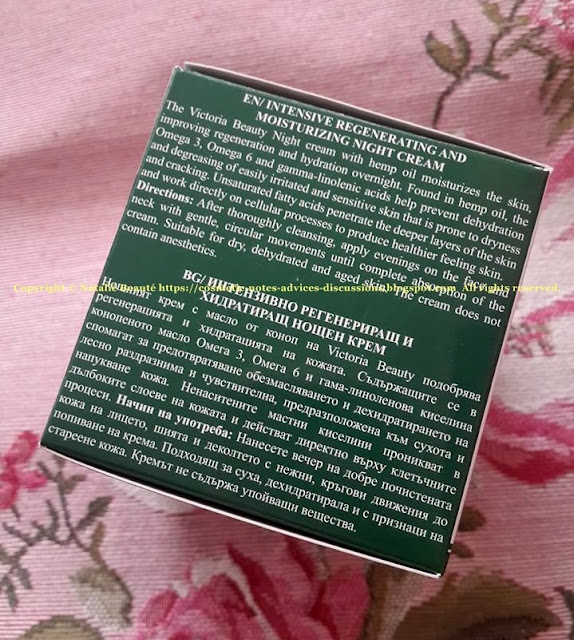 EN/ INTENSIVE REGENERATING AND
MOISTURIZING NIGHT CREAM
The Victoria Beauty Night cream with hemp oil moisturizes the skin,
improving regeneration and hydration overnight. Found in hemp oil, the
Omega 3, Omega 6 and gamma-linolenic acids help prevent dehydration
and degreasing of easily irritated and sensitive skin that is prone to dryness
and cracking. Unsaturated fatty acids penetrate the deeper layers of the skin
and work directly on cellular processes to produce healthier feeling skin.
Directions: After thoroughly cleansing, apply evenings on the face and
neck with gentle, circular movements until complete absorption of the
cream. Suitable for dry, dehydrated and aged skin. The cream does not
contain anesthetics.
Copyright © Natalie Beauté https://cosmetic-notes-advices-discussions.blogspot.com All rights reserved.
BG/ ИНТЕНЗИВНО РЕГЕНЕРИРАЩ И
ХИДРАТИРАЩ НОЩЕН КРЕМ
Нощният крем с масло от коноп на Victoria Beauty подобрява
регенерацията и хидратацията на кожата. Съдържащите се в
конопеното масло Омега 3, Омега 6 и гама-линоленова киселина
спомагат за предотвратяване обезмасляването и дехидратирането на
лесно раздразнима и чувствителна, предразположена към сухота и
напукване кожа. Ненаситените мастни киселини проникват в
дълбоките слоеве на кожата и действат директно върху клетъчните
процеси. Начин на употреба: Нанесете вечер на добре почистената
кожа на лицето, шията и деколтето с нежни, кръгови движения до
попиване на крема. Подходящ за суха, дехидратирала и с признаци на
стареене кожа. Кремът не съдържа упойващи вещества.